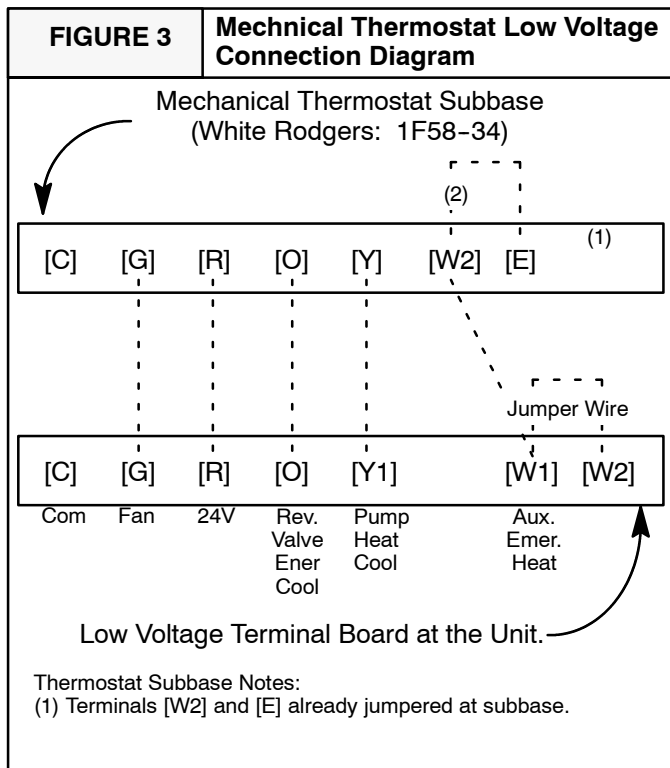 FIGURE 3
Mechnical Thermostat Low Voltage
Connection Diagram
Mechanical Thermostat Subbase
(White Rodgers: 1F58-34)
(2)
(1)
[C] [G] [R] [O] [Y] [W2] [E]
Jumper Wire
[C] [G] [R] [O] [Y1] [W1] [W2]
Com Fan 24V Rev. Pump Aux.
Valve Heat Emer.
Ener Cool Heat
Cool
Low Voltage Terminal Board at the Unit.
Thermostat Subbase Notes:
(1) Terminals [W2] and [E] already jumpered at subbase.